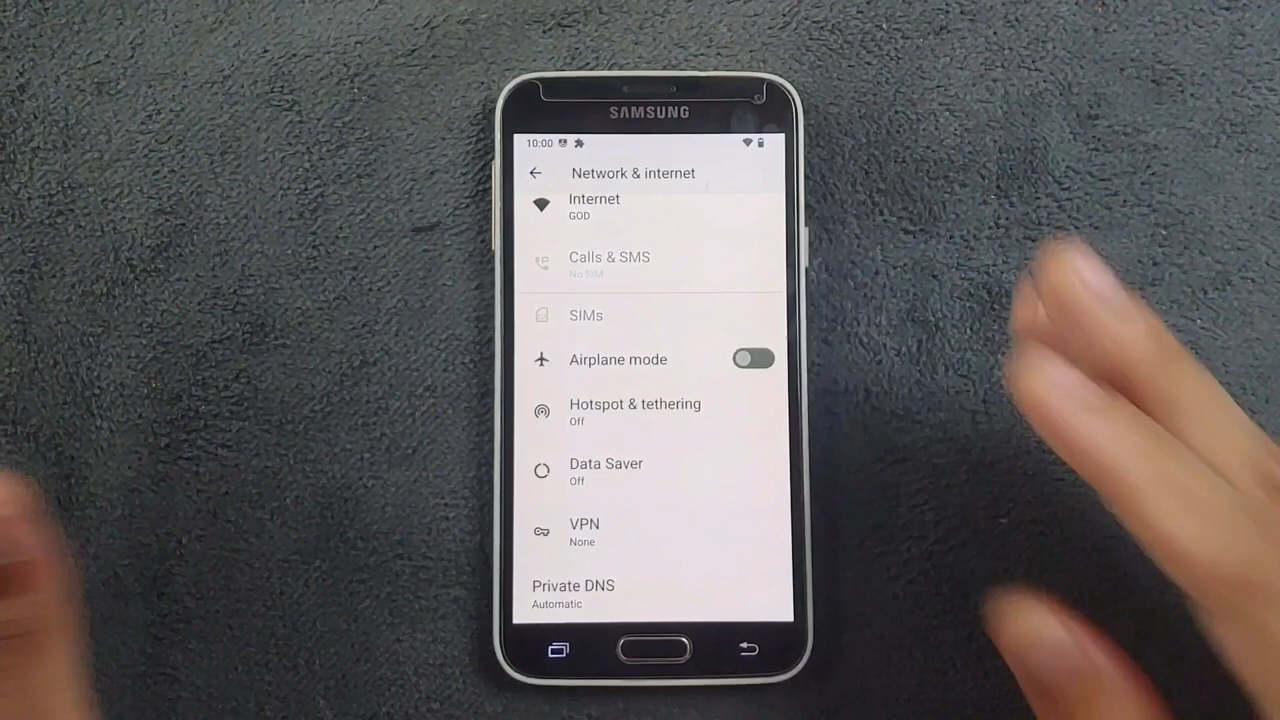 SAMSUNG
10:00
Network & internet
Internet
GOD
Calls & SMS
No SIM
SIMs
Airplane mode
Hotspot & tethering
Off
Data Saver
Off
VPN
None
Private DNS
Automatic